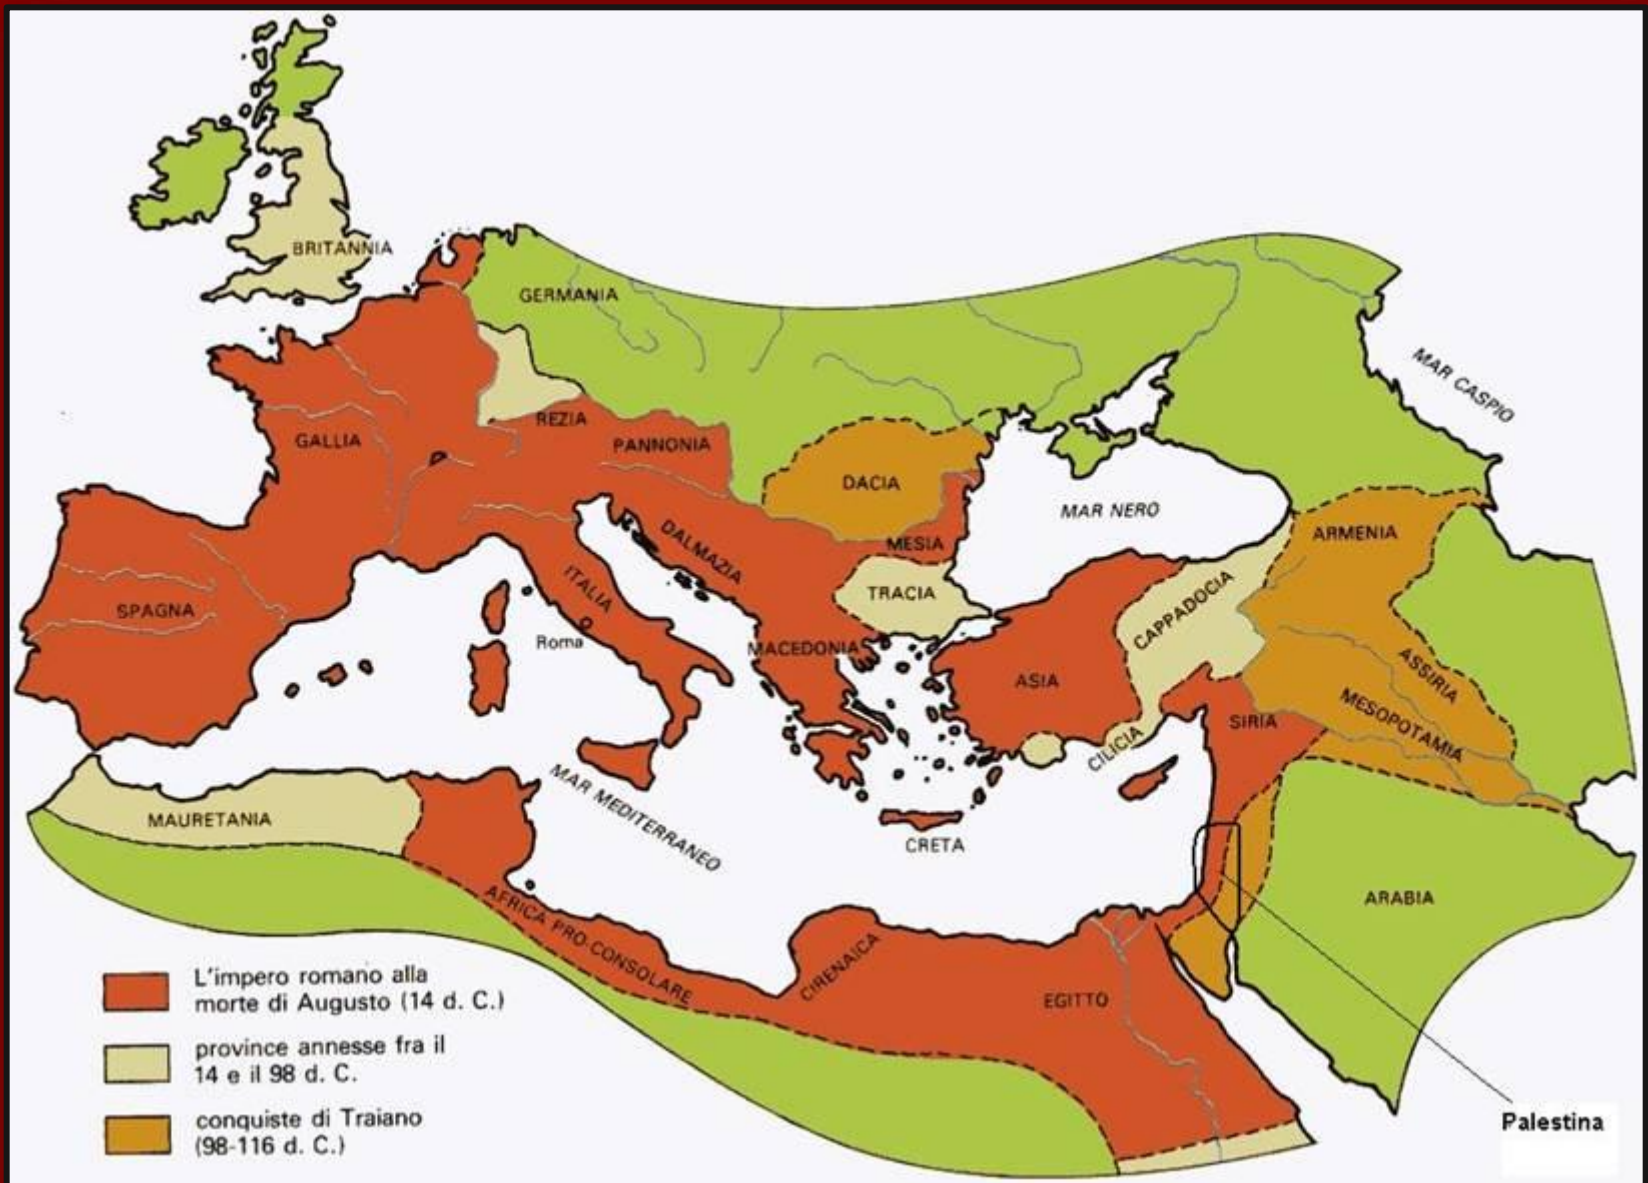 BRITANNIA
GERMANIA
MAR CASPIO
REZIA
GALLIA
PANNONIA
DACIA
MAR NERO
ARMENIA
DALMAZIA
MESIA
ITALIA
TRACIA
CAPPADOCIA
SPAGNA
Roma
MACEDONIA
ASIA
ASSIRIA
MESOPOTAMIA
SIRIA
CILICIA
MAR MEDITERRANEO
MAURETANIA
CRETA
ARABIA
AFRICA PRO-CONSOLARE
CIRENAICA
EGITTO
L'impero romano alla
morte di Augusto (14 d. C.)
province annesse fra il
14 e il 98 d. C.
conquiste di Traiano
(98-116 d. C.)
Palestina